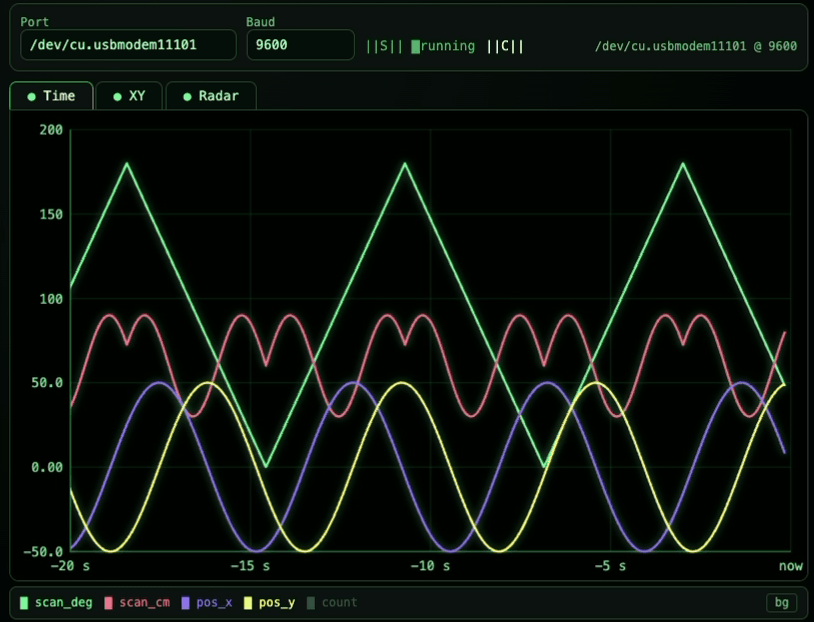 Port Baud
/dev/cu.usbmodem11101 9600 ||S|| running ||C|| /dev/cu.usbmodem11101 @ 9600
Time XY Radar
200
150
100
50.0
0.00
-50.0
-20 s -15 s -10 s -5 s now
scan_deg scan_cm pos_x pos_y count bg